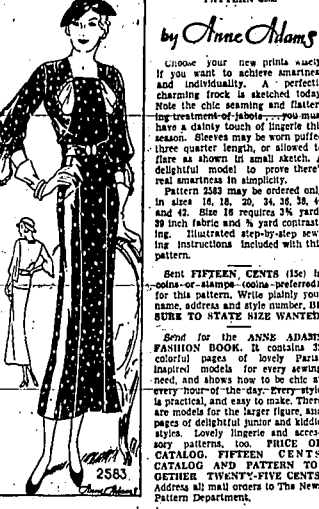 by Anne Adams
Choose your new prints wisely
if you want to achieve smartness
and individuality. A perfectly
charming frock is sketched today.
Note the chic seaming and flatter-
ing treatment of jabots . . . you must
have a dainty touch of lingerie this
season. Sleeves may be worn puffed
three quarter length, or allowed to
flare as shown in small sketch. A
delightful model to prove there's
real smartness in simplicity.
Pattern 2583 may be ordered only
in sizes 16, 18, 20, 34, 36, 38, 40
and 42. Size 16 requires yard
39 inch fabric and yard contrast-
ing. Illustrated step-by-step sew-
ing instructions included with this
pattern.
Sent FIFTEEN CENTS (15c) in
coins or stamps (coins preferred)
for this pattern. Write plainly your
name, address and style number. BE
SURE TO STATE SIZE WANTED
Send for the ANNE ADAMS
FASHION BOOK. It contains
colorful pages of lovely Paris
inspired models for every sewing
need, and shows how to be chic at
every hour of the day. Every style
is practical, and easy to make. There
are models for the larger figure, and
pages of delightful junior and kiddie
styles. Lovely lingerie and acces-
sory patterns, too. PRICE OF
CATALOG, FIFTEEN CENTS
CATALOG AND PATTERN TO-
GETHER TWENTY-FIVE CENTS
Address all mail orders to The News
Pattern Department,
2583
Anne Adams